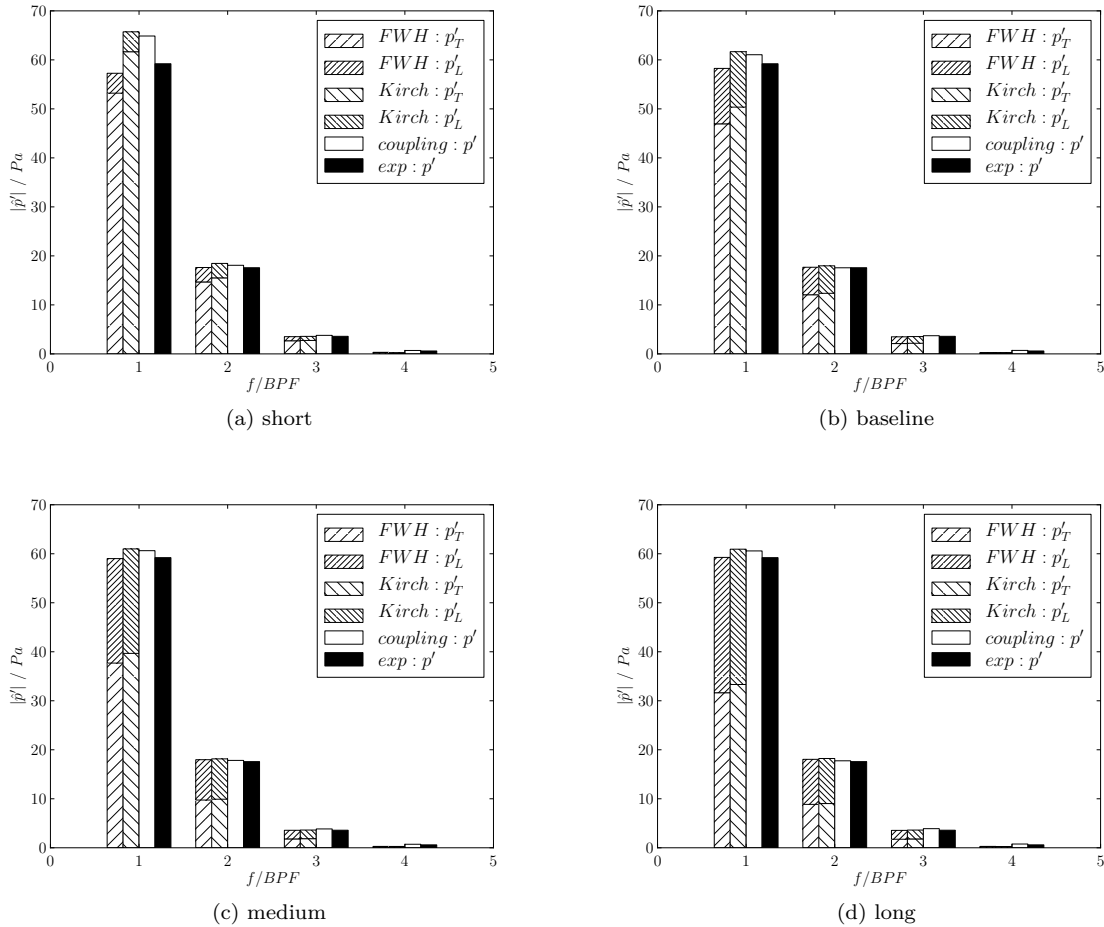 70
60
50
40
30
20
10
0
|p̂′| / Pa
0 1 2 3 4 5
f/BPF
FWH : p′_T
FWH : p′_L
Kirch : p′_T
Kirch : p′_L
coupling : p′
exp : p′
(a) short
70
60
50
40
30
20
10
0
|p̂′| / Pa
0 1 2 3 4 5
f/BPF
FWH : p′_T
FWH : p′_L
Kirch : p′_T
Kirch : p′_L
coupling : p′
exp : p′
(b) baseline
70
60
50
40
30
20
10
0
|p̂′| / Pa
0 1 2 3 4 5
f/BPF
FWH : p′_T
FWH : p′_L
Kirch : p′_T
Kirch : p′_L
coupling : p′
exp : p′
(c) medium
70
60
50
40
30
20
10
0
|p̂′| / Pa
0 1 2 3 4 5
f/BPF
FWH : p′_T
FWH : p′_L
Kirch : p′_T
Kirch : p′_L
coupling : p′
exp : p′
(d) long